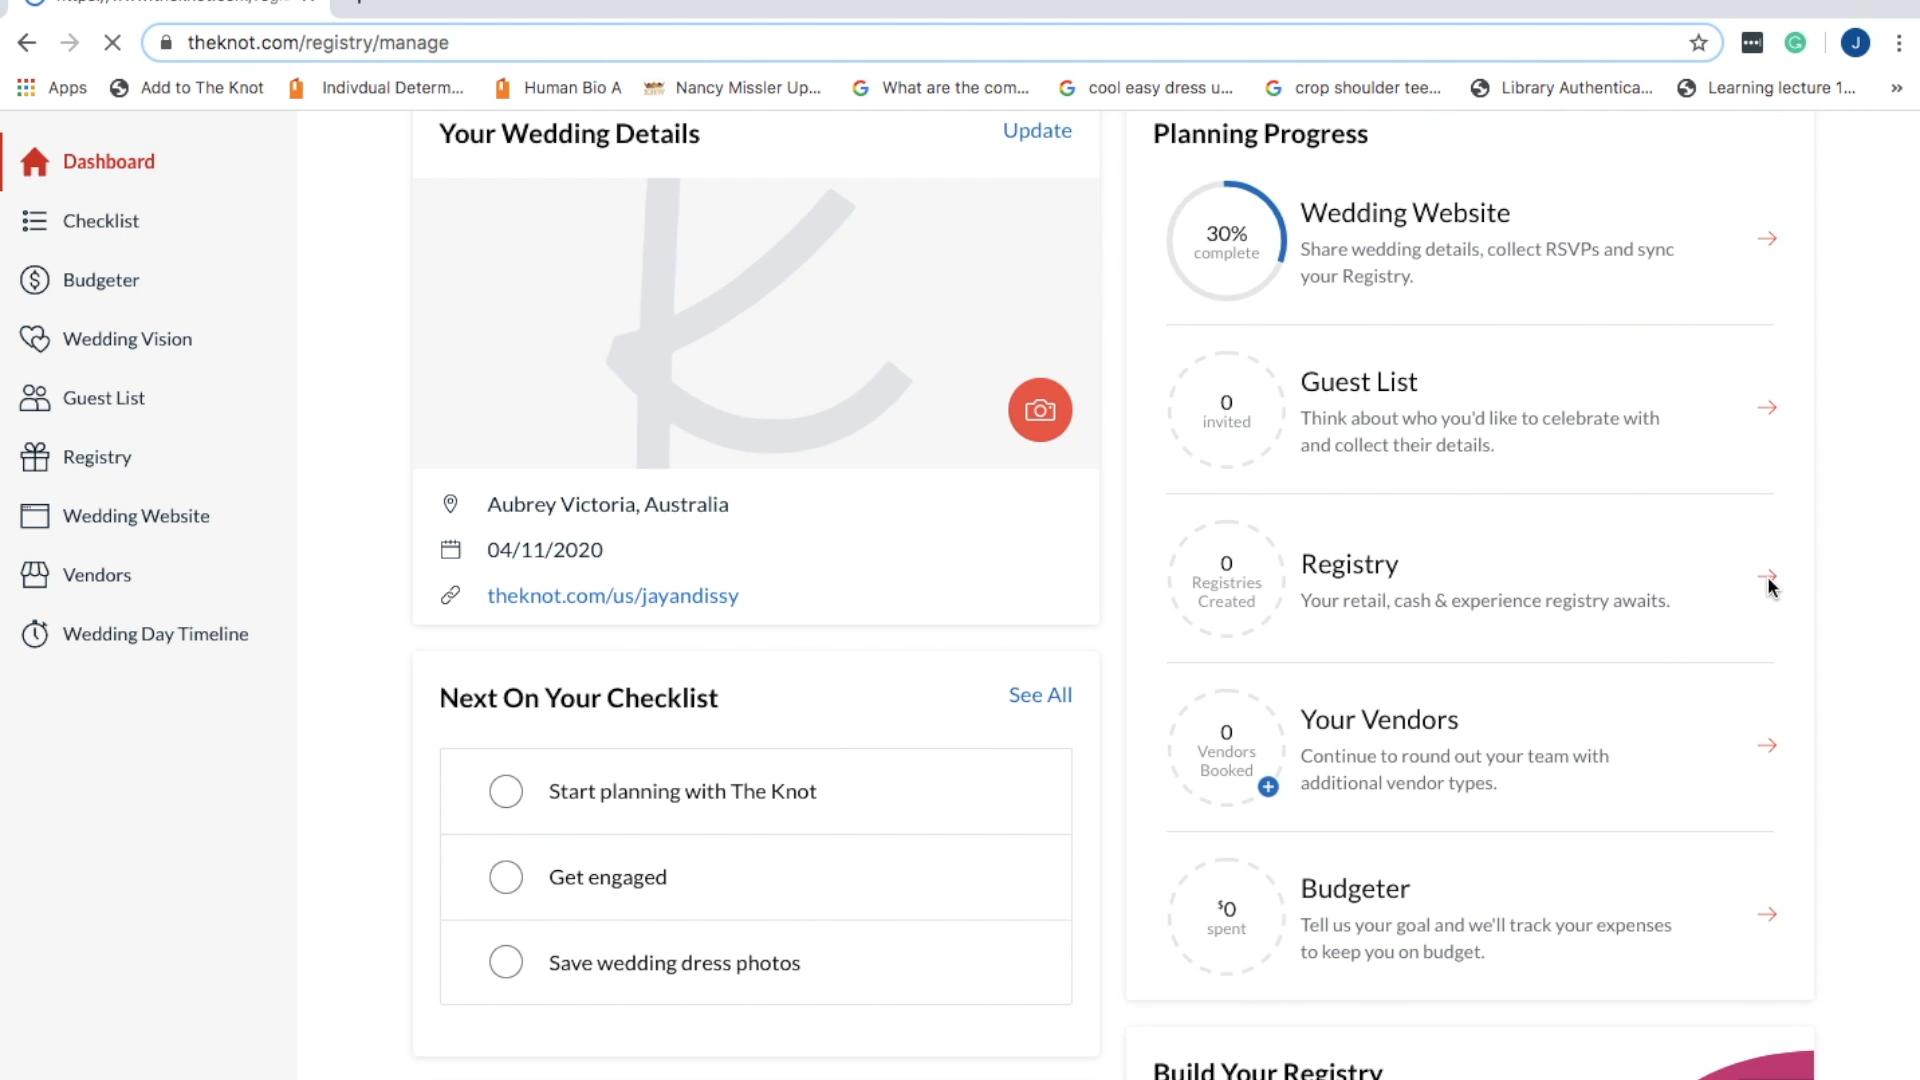 theknot.com/registry/manage
J
Apps
Add to The Knot
Indivdual Determ...
Human Bio A
Nancy Missler Up...
What are the com...
cool easy dress u...
crop shoulder tee...
Library Authentica...
Learning lecture 1...
»
Dashboard
Checklist
Budgeter
Wedding Vision
Guest List
Registry
Wedding Website
Vendors
Wedding Day Timeline
Your Wedding Details
Update
Aubrey Victoria, Australia
04/11/2020
theknot.com/us/jayandissy
Next On Your Checklist
See All
Start planning with The Knot
Get engaged
Save wedding dress photos
Planning Progress
30%
complete
Wedding Website
Share wedding details, collect RSVPs and sync
your Registry.
0
invited
Guest List
Think about who you'd like to celebrate with
and collect their details.
0
Registries
Created
Registry
Your retail, cash & experience registry awaits.
0
Vendors
Booked
Your Vendors
Continue to round out your team with
additional vendor types.
$0
spent
Budgeter
Tell us your goal and we'll track your expenses
to keep you on budget.
Build Your Registry